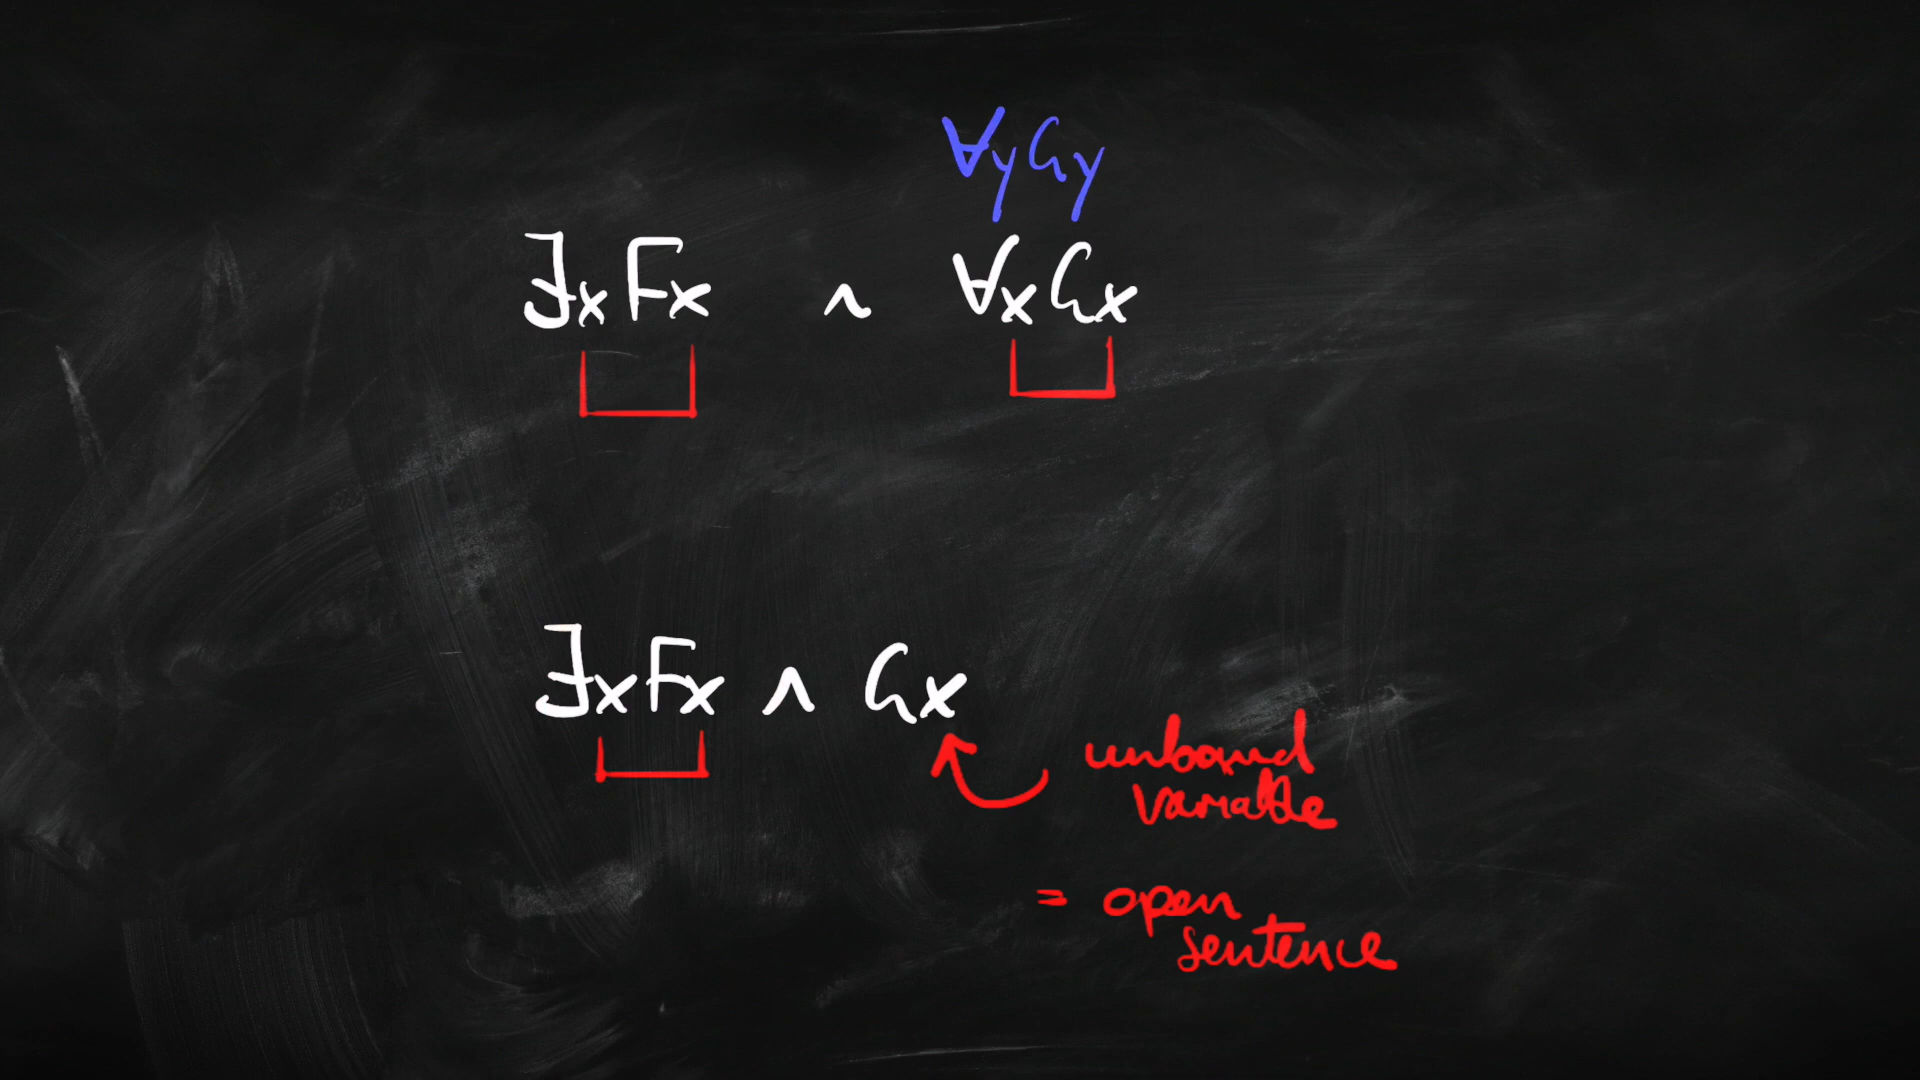 ∀yGy
∃xFx ∧ ∀xGx
∃xFx ∧ Gx
unbound
variable
= open
sentence